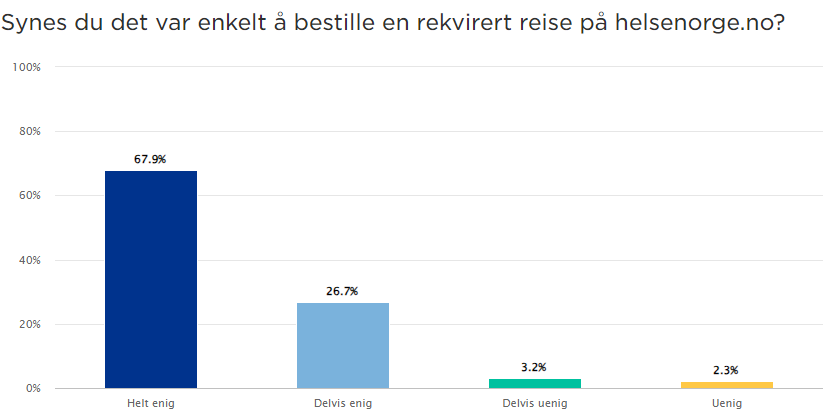 Synes du det var enkelt å bestille en rekvirert reise på helsenorge.no?
100%
80%
60%
40%
20%
0%
67.9%
26.7%
3.2%
2.3%
Helt enig
Delvis enig
Delvis uenig
Uenig